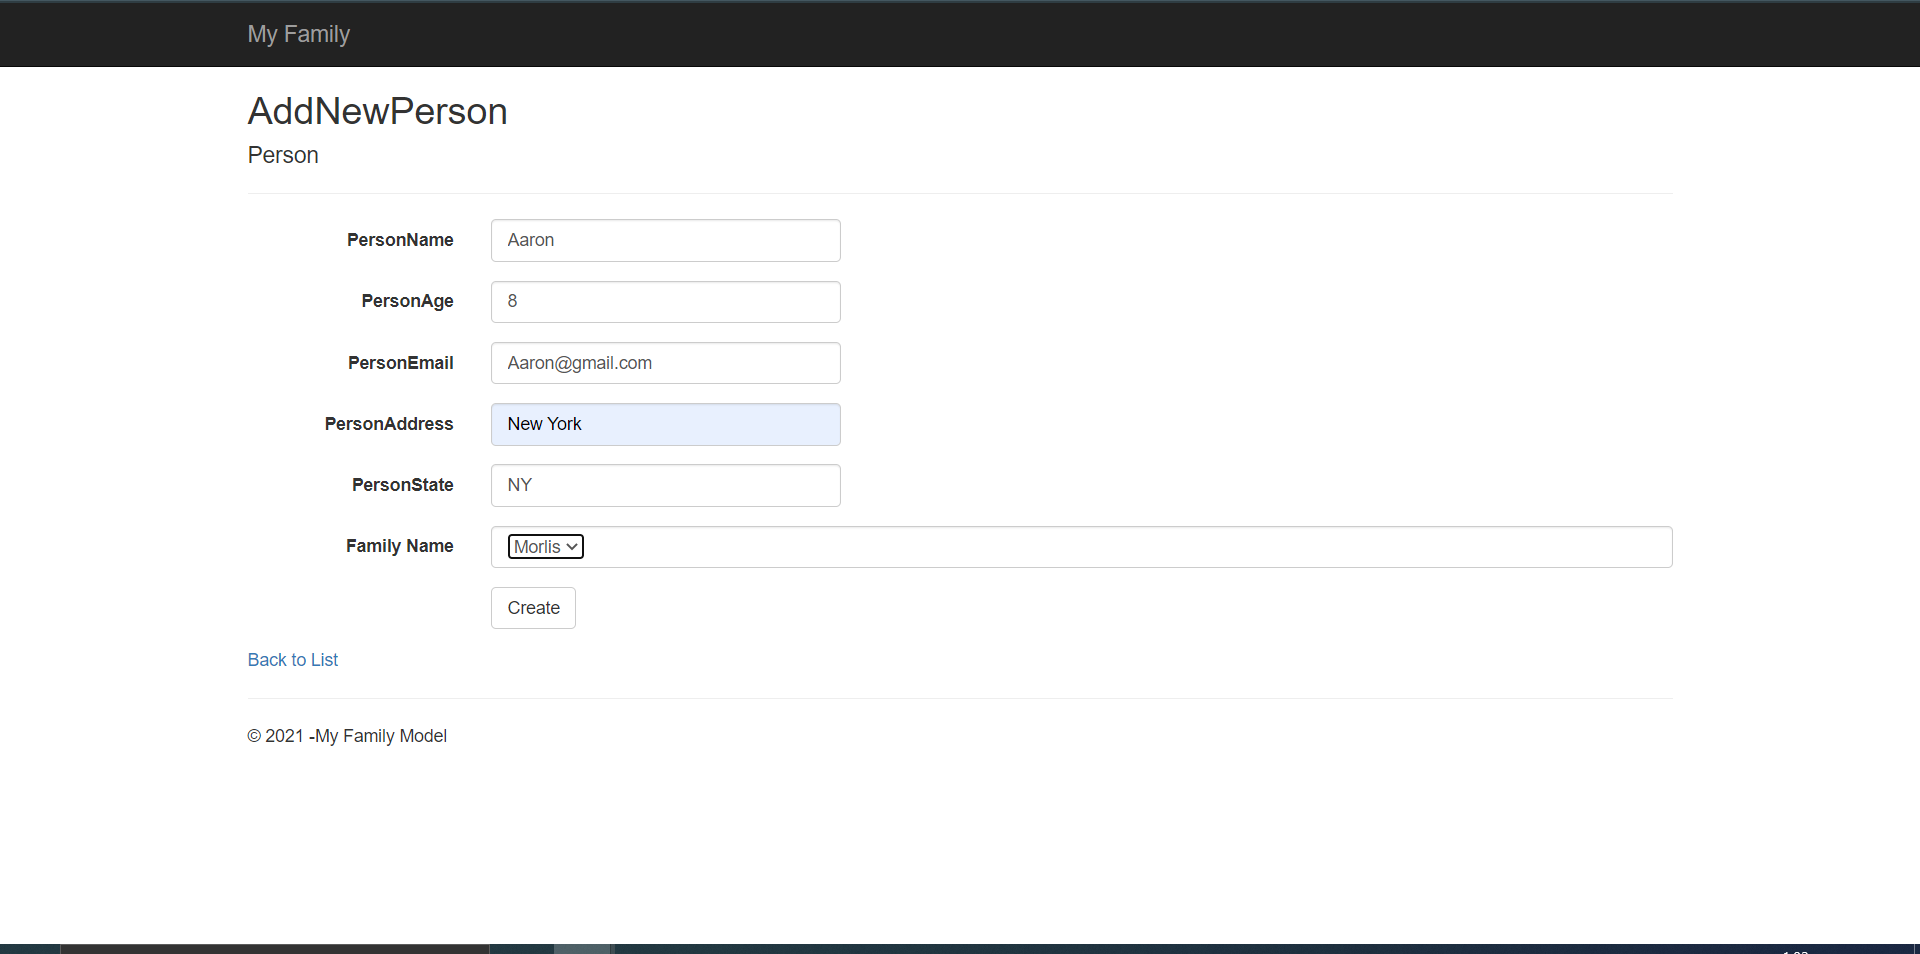 My Family
AddNewPerson
Person
PersonName Aaron
PersonAge 8
PersonEmail Aaron@gmail.com
PersonAddress New York
PersonState NY
Family Name Morlis
Create
Back to List
© 2021 -My Family Model